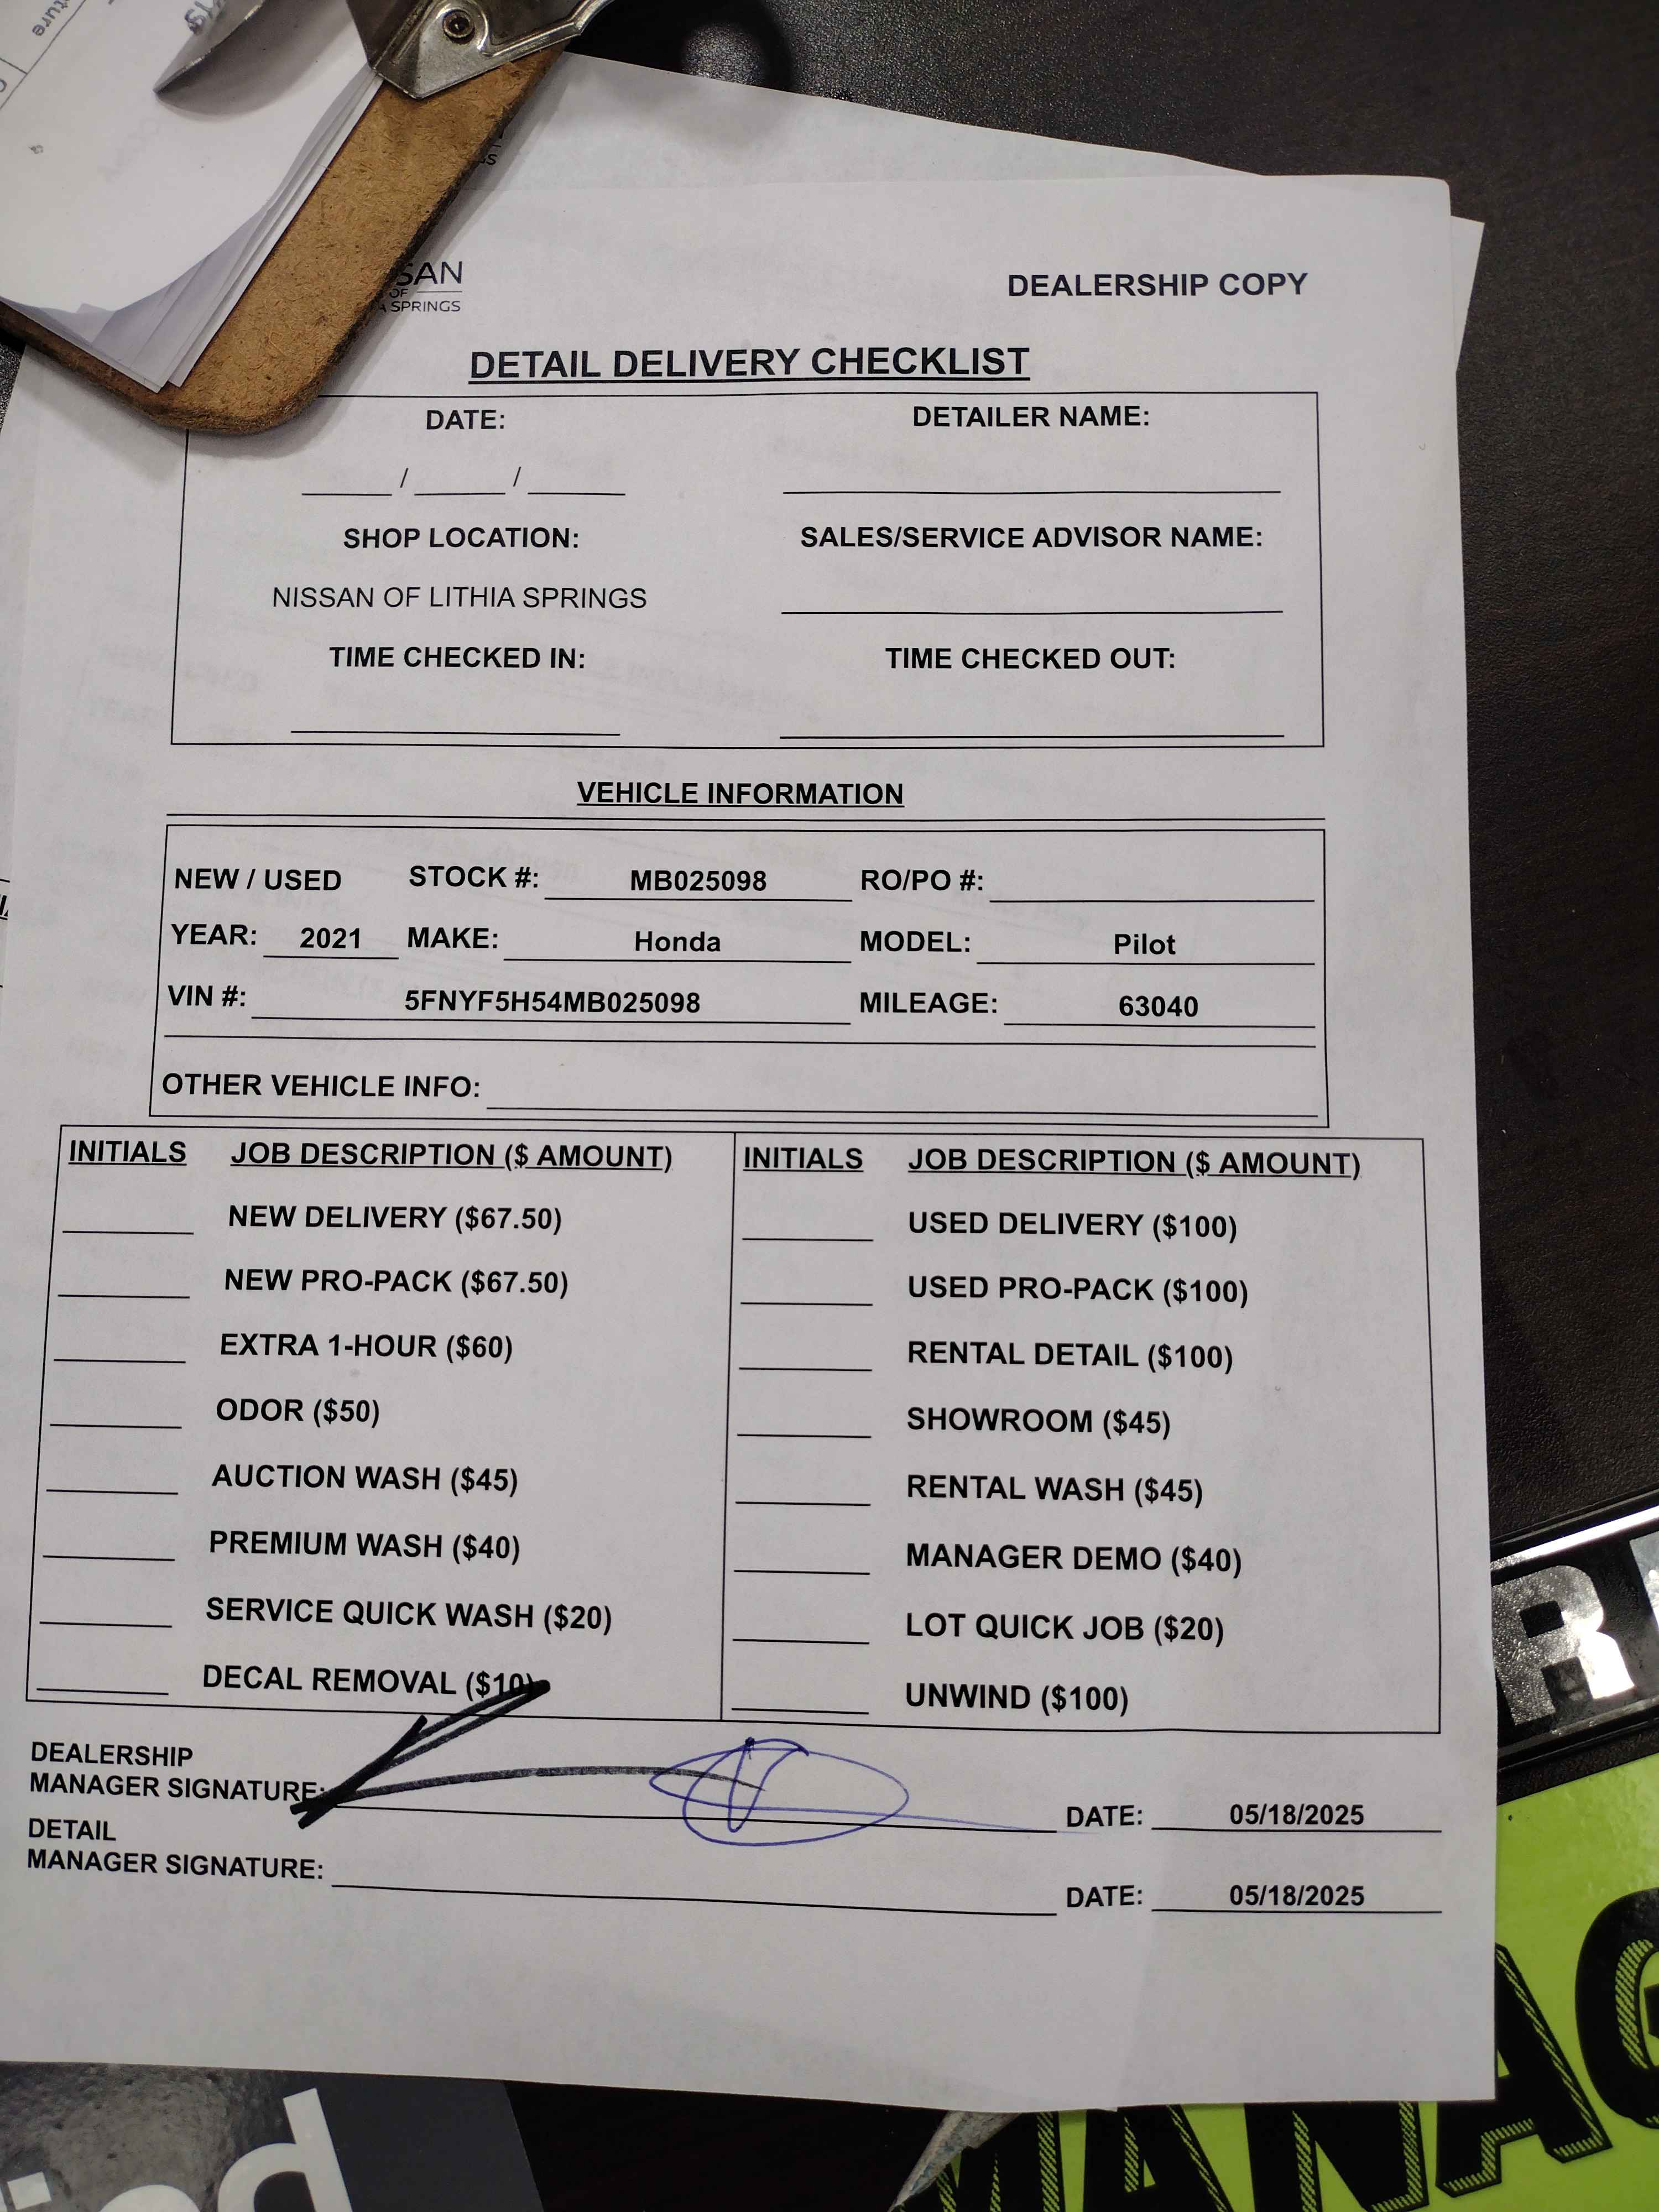 SAN
OF
A SPRINGS
DEALERSHIP COPY
DETAIL DELIVERY CHECKLIST
DATE: DETAILER NAME:
/ /
SHOP LOCATION: SALES/SERVICE ADVISOR NAME:
NISSAN OF LITHIA SPRINGS
TIME CHECKED IN: TIME CHECKED OUT:
VEHICLE INFORMATION
NEW / USED STOCK #: MB025098 RO/PO #:
YEAR: 2021 MAKE: Honda MODEL: Pilot
VIN #: 5FNYF5H54MB025098 MILEAGE: 63040
OTHER VEHICLE INFO:
INITIALS JOB DESCRIPTION ($ AMOUNT) INITIALS JOB DESCRIPTION ($ AMOUNT)
NEW DELIVERY ($67.50) USED DELIVERY ($100)
NEW PRO-PACK ($67.50) USED PRO-PACK ($100)
EXTRA 1-HOUR ($60) RENTAL DETAIL ($100)
ODOR ($50) SHOWROOM ($45)
AUCTION WASH ($45) RENTAL WASH ($45)
PREMIUM WASH ($40) MANAGER DEMO ($40)
SERVICE QUICK WASH ($20) LOT QUICK JOB ($20)
DECAL REMOVAL ($10) UNWIND ($100)
DEALERSHIP
MANAGER SIGNATURE: DATE: 05/18/2025
DETAIL
MANAGER SIGNATURE: DATE: 05/18/2025
R
MANAG